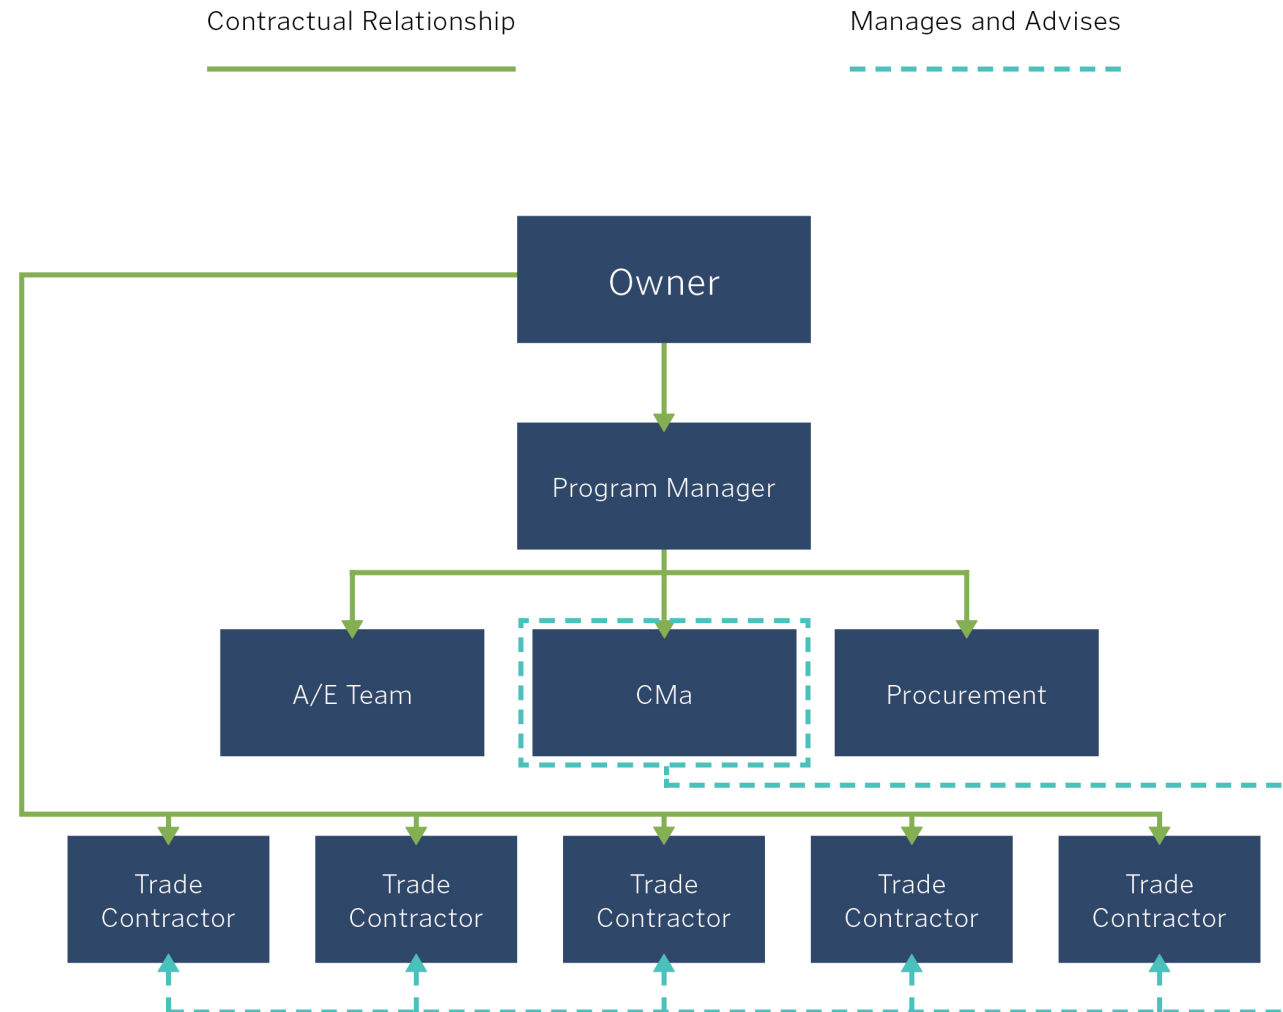 Contractual Relationship
Manages and Advises
Owner
Program Manager
A/E Team
CMa
Procurement
Trade
Contractor
Trade
Contractor
Trade
Contractor
Trade
Contractor
Trade
Contractor